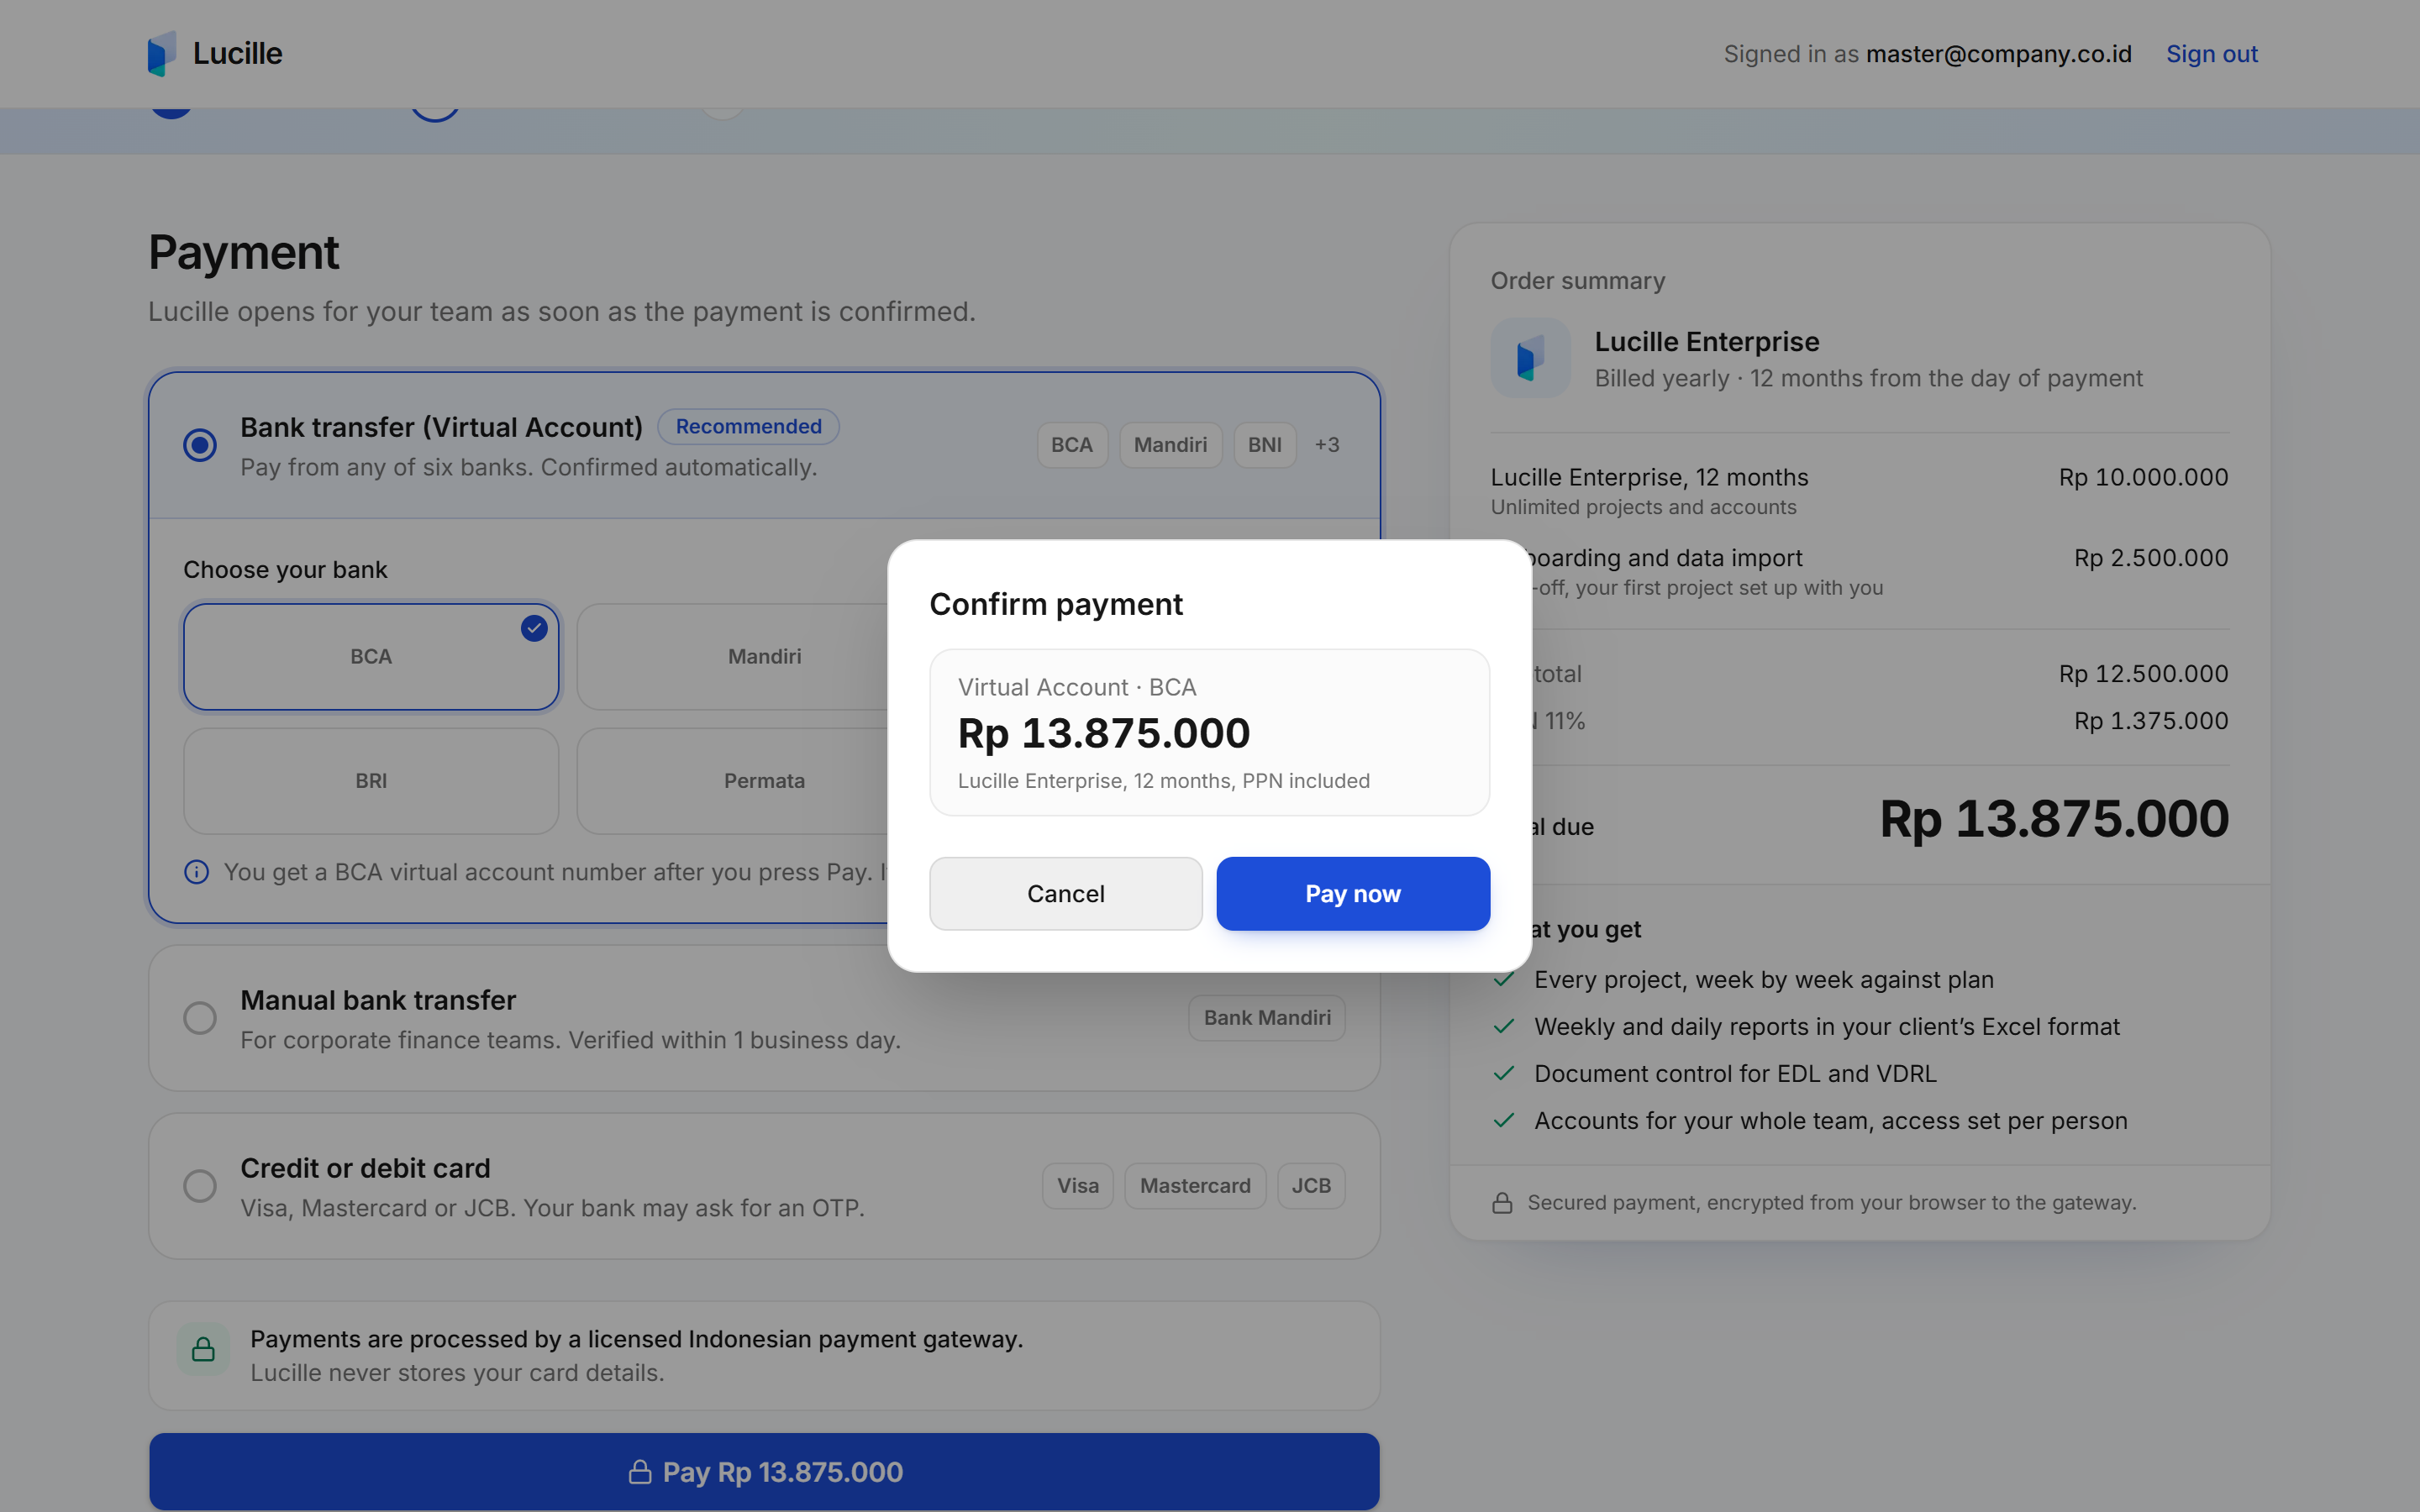 Lucille
Signed in as master@company.co.id
Sign out
Payment
Lucille opens for your team as soon as the payment is confirmed.
Bank transfer (Virtual Account)
Recommended
Pay from any of six banks. Confirmed automatically.
BCA
Mandiri
BNI
+3
Choose your bank
BCA
Mandiri
BRI
Permata
You get a BCA virtual account number after you press Pay.
Manual bank transfer
For corporate finance teams. Verified within 1 business day.
Bank Mandiri
Credit or debit card
Visa, Mastercard or JCB. Your bank may ask for an OTP.
Visa
Mastercard
JCB
Payments are processed by a licensed Indonesian payment gateway.
Lucille never stores your card details.
Pay Rp 13.875.000
Confirm payment
Virtual Account · BCA
Rp 13.875.000
Lucille Enterprise, 12 months, PPN included
Cancel
Pay now
Order summary
Lucille Enterprise
Billed yearly · 12 months from the day of payment
Lucille Enterprise, 12 months
Rp 10.000.000
Unlimited projects and accounts
and data import
Rp 2.500.000
your first project set up with you
Rp 12.500.000
11%
Rp 1.375.000
due
Rp 13.875.000
you get
Every project, week by week against plan
Weekly and daily reports in your client’s Excel format
Document control for EDL and VDRL
Accounts for your whole team, access set per person
Secured payment, encrypted from your browser to the gateway.